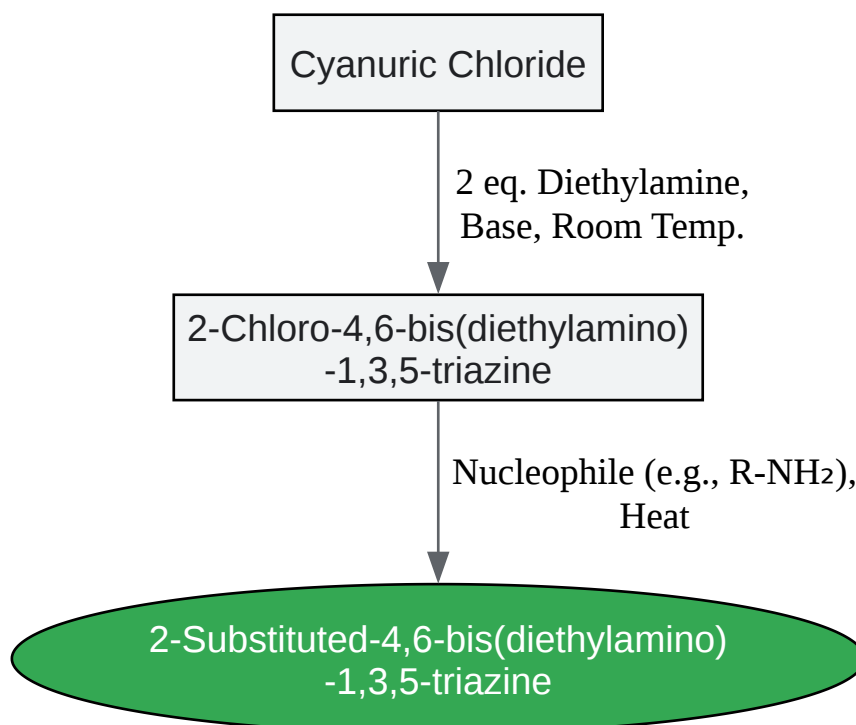 Cyanuric Chloride
2 eq. Diethylamine,
Base, Room Temp.
2-Chloro-4,6-bis(diethylamino)
-1,3,5-triazine
Nucleophile (e.g., R-NH₂),
Heat
2-Substituted-4,6-bis(diethylamino)
-1,3,5-triazine